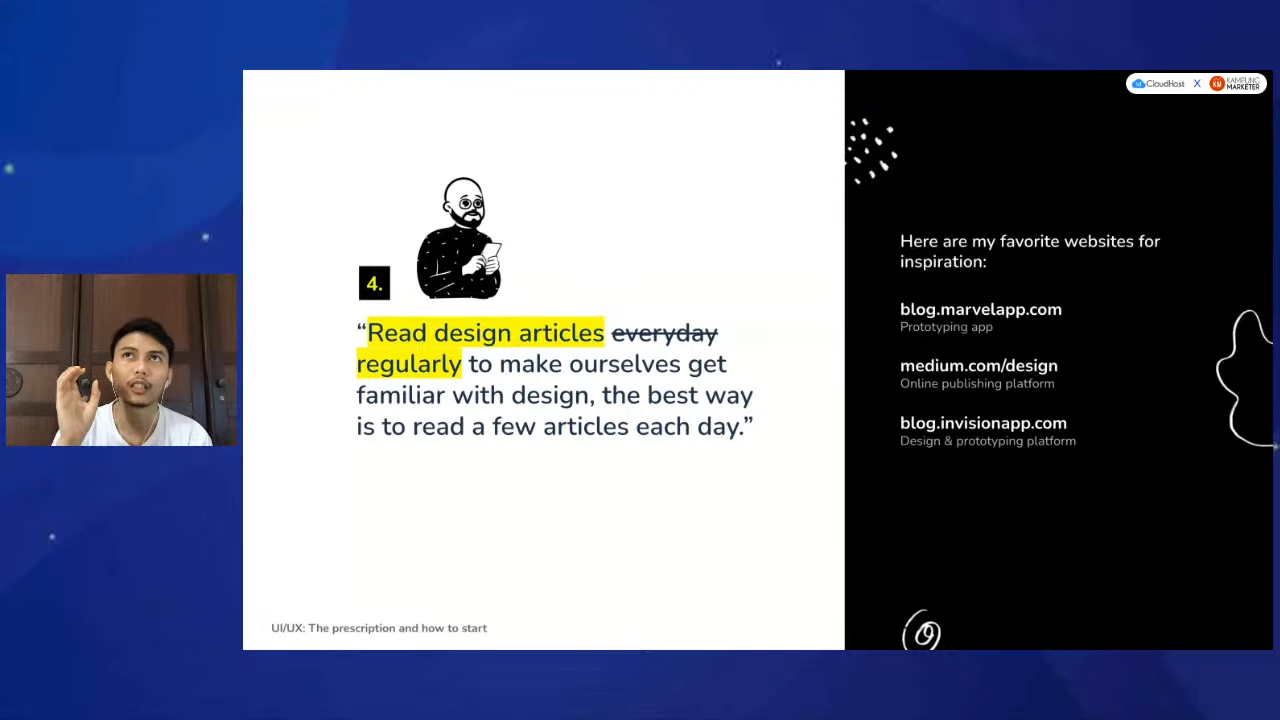 CloudHost X KAMPUNG MARKETER
4.
“Read design articles everyday
regularly to make ourselves get
familiar with design, the best way
is to read a few articles each day.”
UI/UX: The prescription and how to start
Here are my favorite websites for
inspiration:
blog.marvelapp.com
Prototyping app
medium.com/design
Online publishing platform
blog.invisionapp.com
Design & prototyping platform